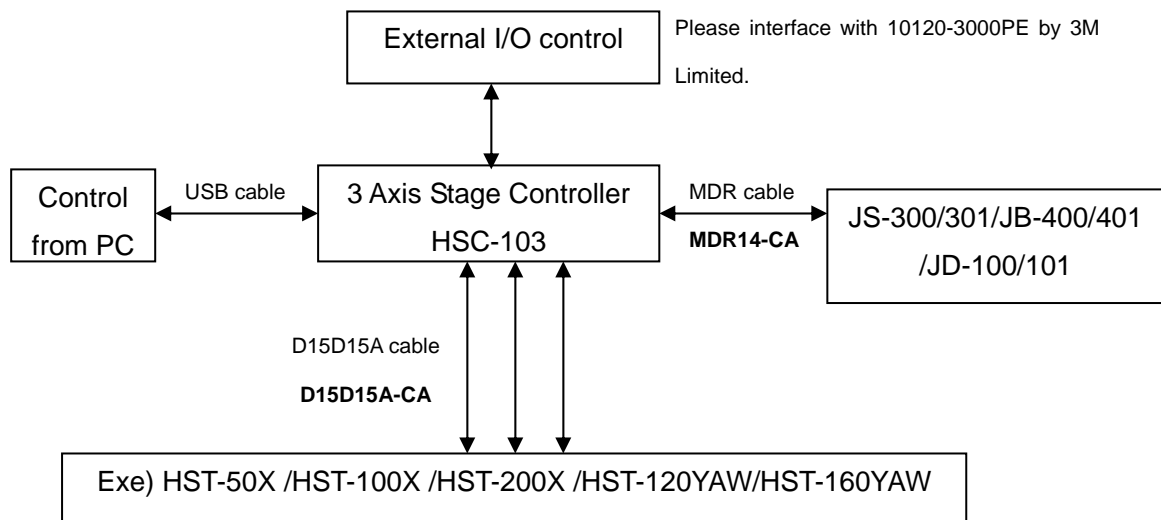 External I/O control
Please interface with 10120-3000PE by 3M
Limited.
Control
from PC
USB cable
3 Axis Stage Controller
HSC-103
MDR cable
MDR14-CA
JS-300/301/JB-400/401
/JD-100/101
D15D15A cable
D15D15A-CA
Exe) HST-50X /HST-100X /HST-200X /HST-120YAW/HST-160YAW